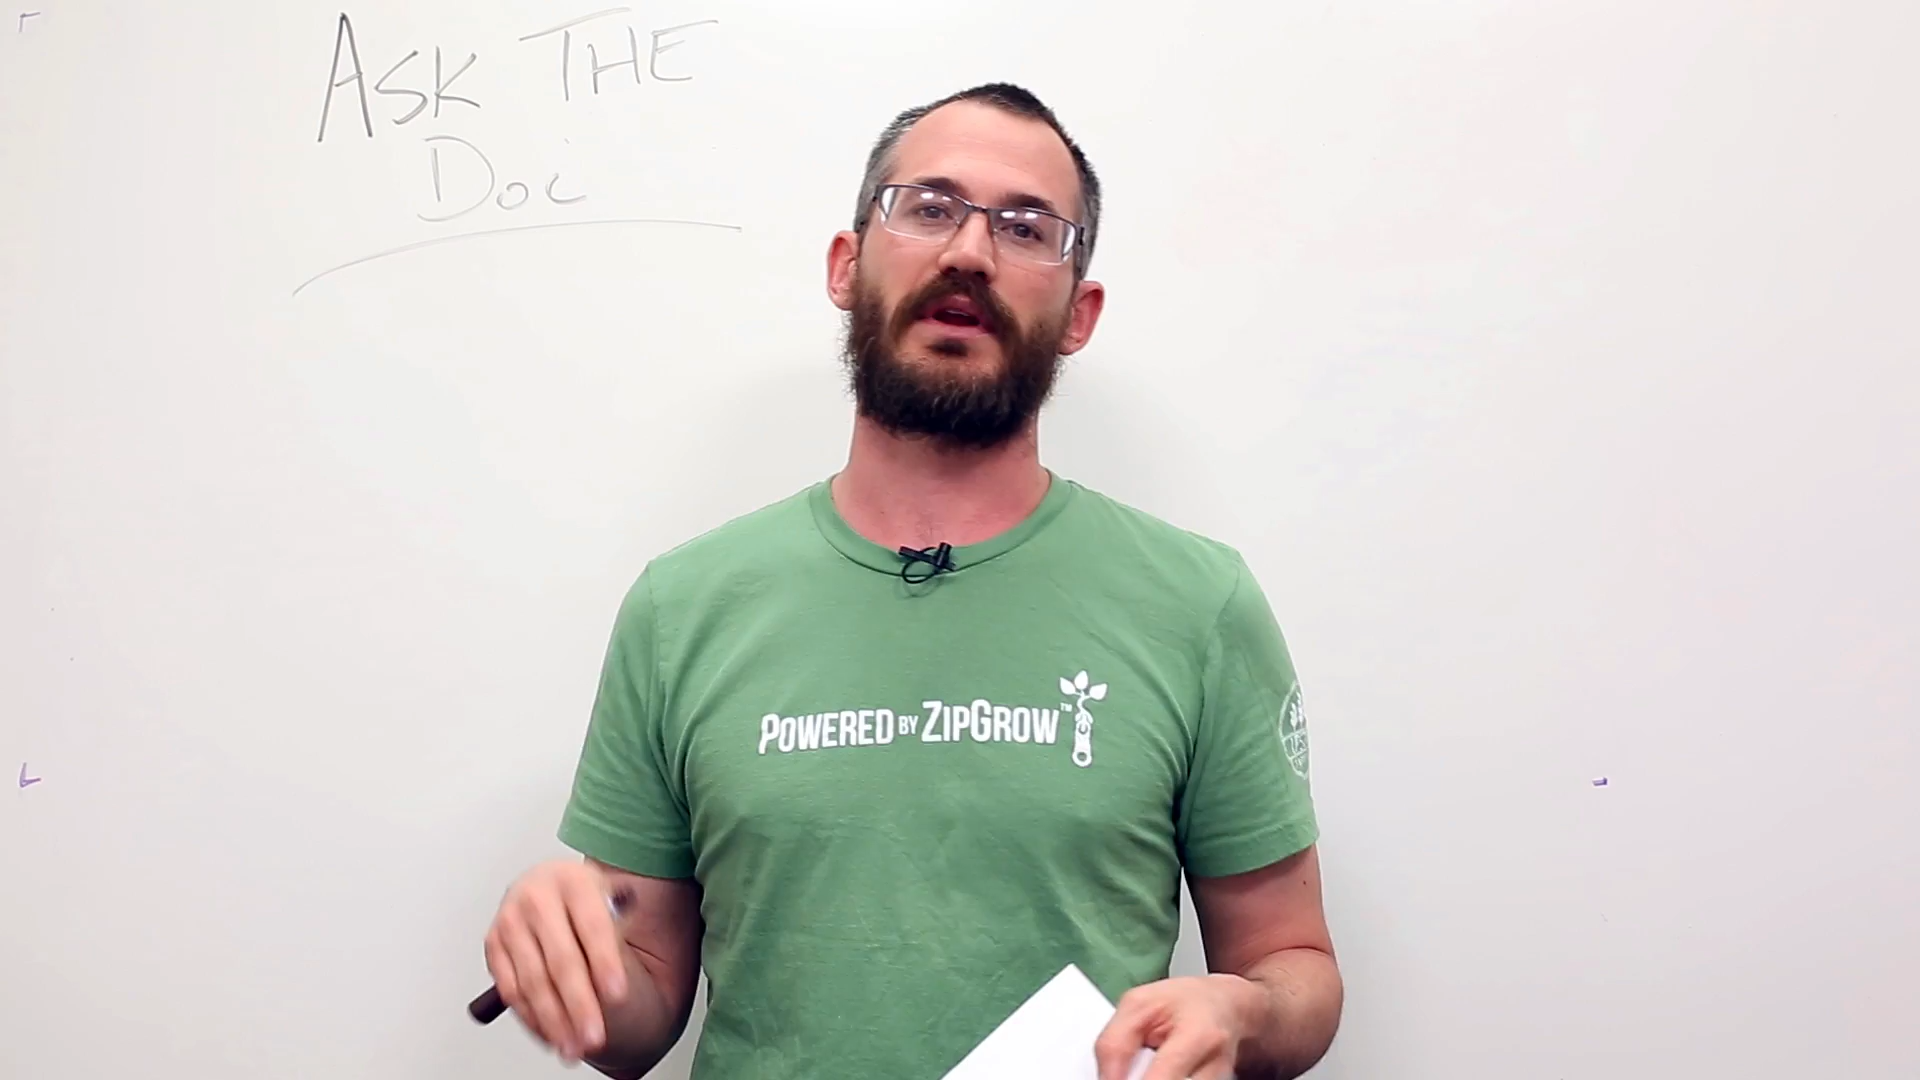 ASK THE
Doc
POWERED BY ZIPGROW™